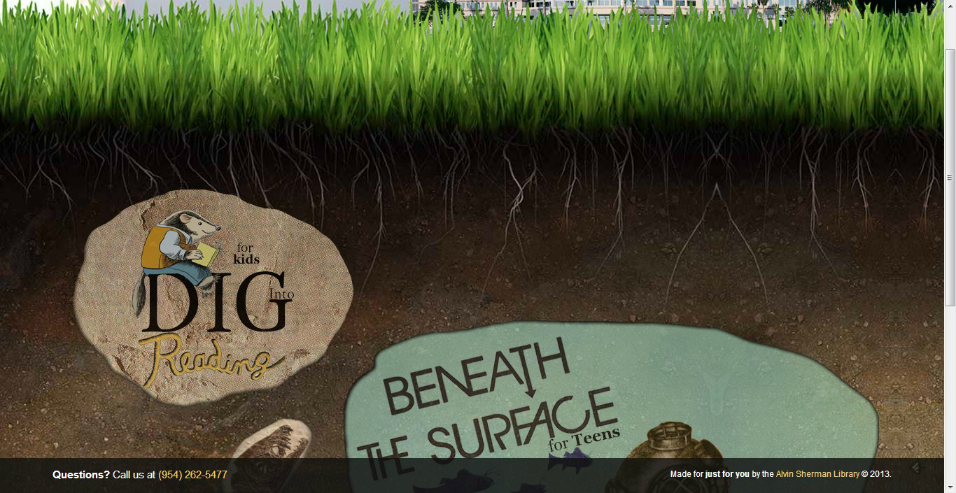 for
kids
DIG
Into
Reading
BENEATH
THE SURFACE
for Teens
Questions? Call us at (954) 262-5477
Made for just for you by the Alvin Sherman Library © 2013.